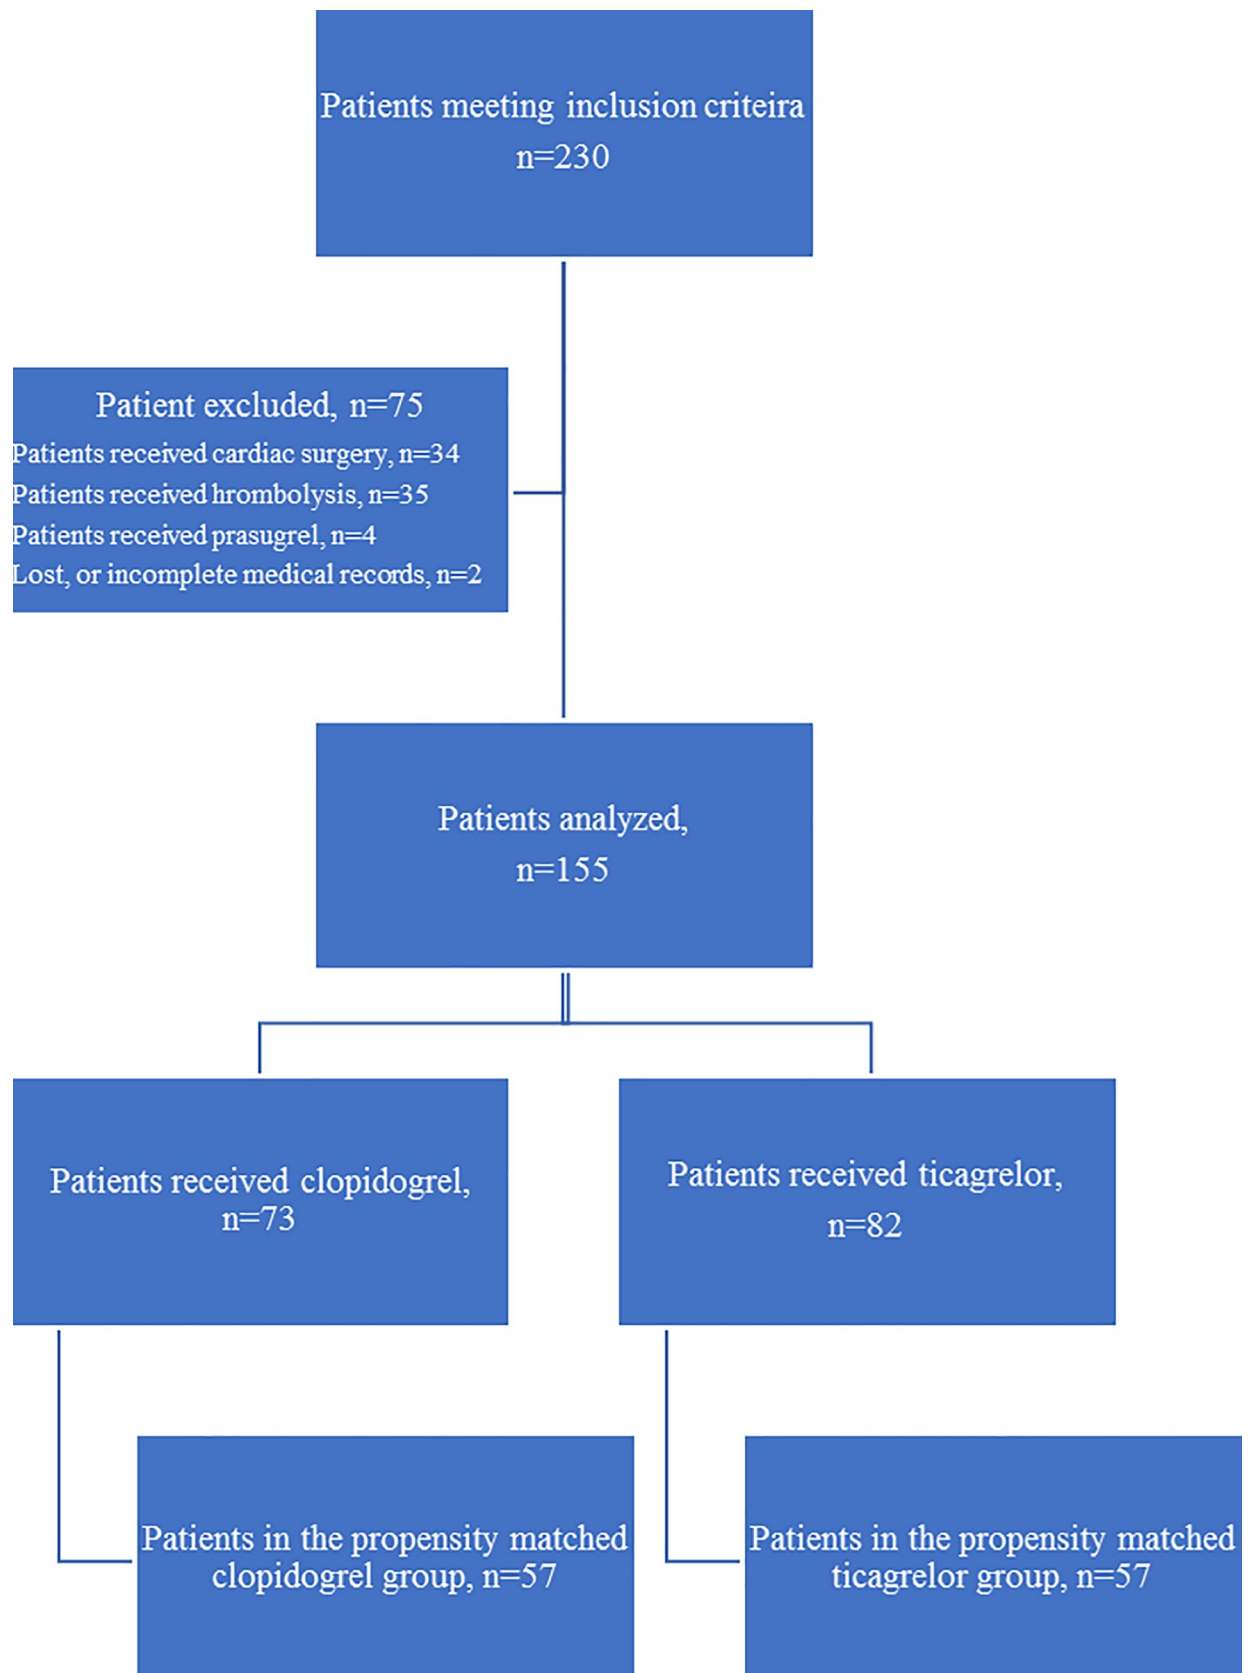 Patients meeting inclusion criteira
n=230
Patient excluded, n=75
Patients received cardiac surgery, n=34
Patients received hrombolysis, n=35
Patients received prasugrel, n=4
Lost, or incomplete medical records, n=2
Patients analyzed,
n=155
Patients received clopidogrel,
n=73
Patients received ticagrelor,
n=82
Patients in the propensity matched
clopidogrel group, n=57
Patients in the propensity matched
ticagrelor group, n=57